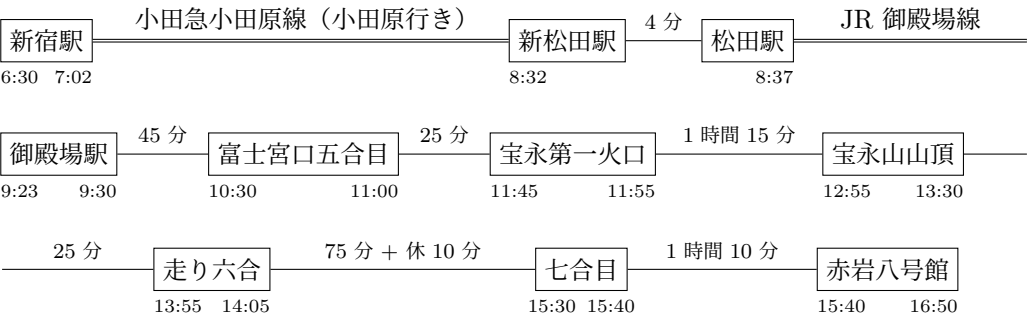 小田急小田原線（小田原行き） 4 分 JR 御殿場線
新宿駅 新松田駅 松田駅
6:30 7:02 8:32 8:37
45 分 25 分 1 時間 15 分
御殿場駅 富士宮口五合目 宝永第一火口 宝永山山頂
9:23 9:30 10:30 11:00 11:45 11:55 12:55 13:30
25 分 75 分 + 休 10 分 1 時間 10 分
走り六合 七合目 赤岩八号館
13:55 14:05 15:30 15:40 15:40 16:50